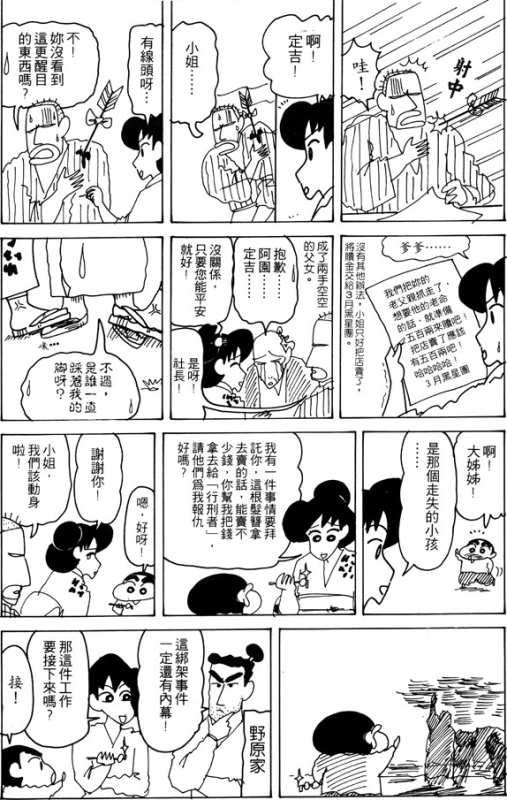 射中
哇！
啊！
定吉！
小姐……
有線頭呀…
不！
妳沒看到
這更醒目
的東西嗎？
爹爹……
我們把妳的
老父親抓走了，
想要他的老命
的話，就準備
五百兩來贖吧！
把店賣了應該
有五百兩吧！
哈哈哈哈！
3月黑星團
沒有其他辦法，小姐只好把店賣了，
將贖金交給3月黑星團。
成了兩手空空
的父女。
抱歉…
阿園…
定吉…
沒關係
只要您能平安
就好！
是呀！
社長！
不過，
是誰一直
踩著我的
腳呀？
啊！
大姊姊！
是那個走失的小孩
……
我有一件事情要拜
託你，這根髮簪拿
去賣的話，能賣不
少錢，你幫我把錢
拿去給「行刑者」，
請他們為我報仇
好嗎？
嗯，好呀！
謝謝你！
小姐，
我們該動身
啦！
野原家
這綁架事件
一定還有內幕！
那這件工作
要接下來嗎？
接！